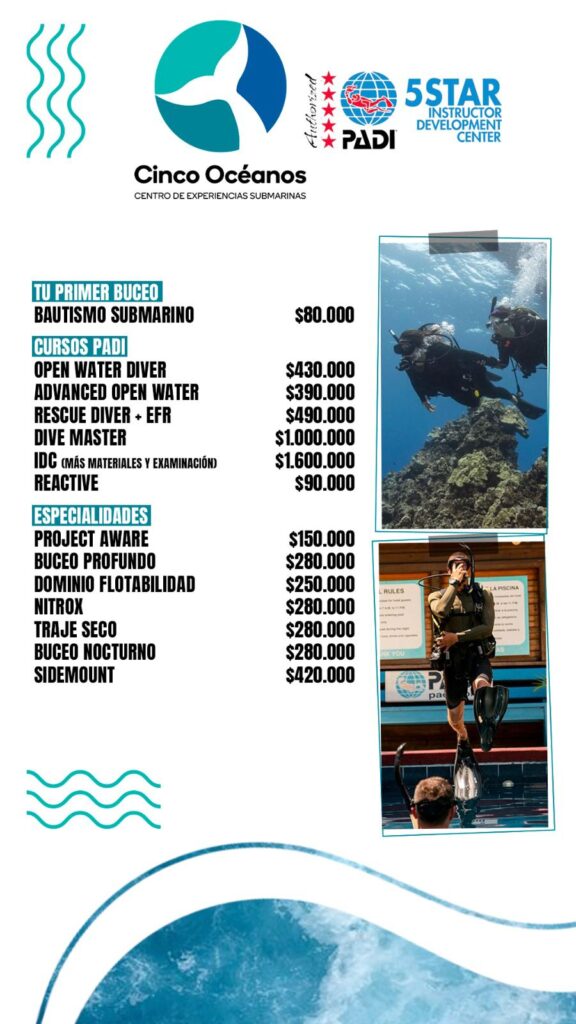 Cinco Océanos
CENTRO DE EXPERIENCIAS SUBMARINAS
Authorized
PADI
5 STAR
INSTRUCTOR
DEVELOPMENT
CENTER
TU PRIMER BUCEO
BAUTISMO SUBMARINO $80.000
CURSOS PADI
OPEN WATER DIVER $430.000
ADVANCED OPEN WATER $390.000
RESCUE DIVER + EFR $490.000
DIVE MASTER $1.000.000
IDC (MÁS MATERIALES Y EXAMINACIÓN) $1.600.000
REACTIVE $90.000
ESPECIALIDADES
PROJECT AWARE $150.000
BUCEO PROFUNDO $280.000
DOMINIO FLOTABILIDAD $250.000
NITROX $280.000
TRAJE SECO $280.000
BUCEO NOCTURNO $280.000
SIDEMOUNT $420.000
RULES
LA PISCINA
YOU
PA